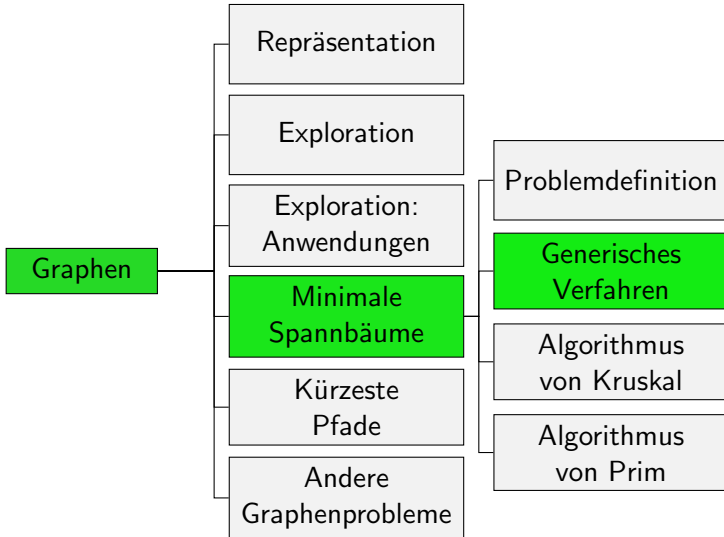 Graphen
Repräsentation
Exploration
Exploration:
Anwendungen
Minimale
Spannbäume
Kürzeste
Pfade
Andere
Graphenprobleme
Problemdefinition
Generisches
Verfahren
Algorithmus
von Kruskal
Algorithmus
von Prim